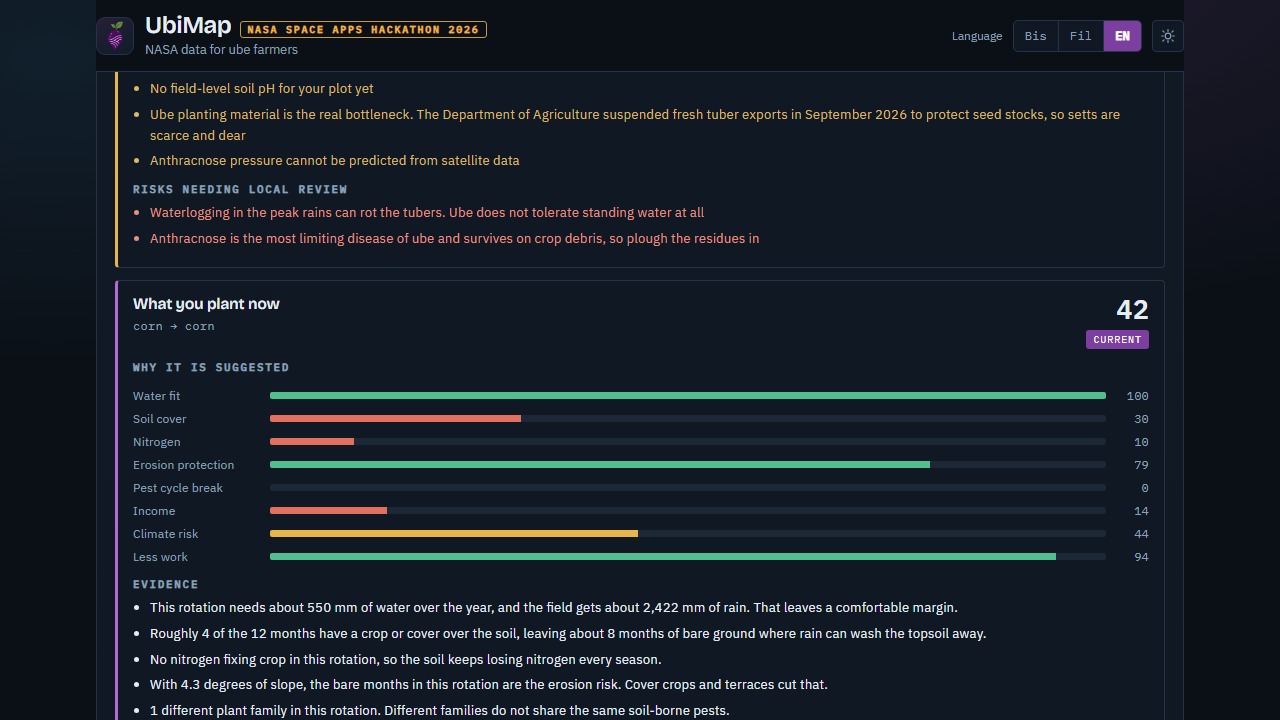 UbiMap NASA SPACE APPS HACKATHON 2026
NASA data for ube farmers
Language Bis Fil EN
No field-level soil pH for your plot yet
Ube planting material is the real bottleneck. The Department of Agriculture suspended fresh tuber exports in September 2026 to protect seed stocks, so setts are
scarce and dear
Anthracnose pressure cannot be predicted from satellite data
RISKS NEEDING LOCAL REVIEW
Waterlogging in the peak rains can rot the tubers. Ube does not tolerate standing water at all
Anthracnose is the most limiting disease of ube and survives on crop debris, so plough the residues in
What you plant now
42
corn → corn
CURRENT
WHY IT IS SUGGESTED
Water fit 100
Soil cover 30
Nitrogen 10
Erosion protection 79
Pest cycle break 0
Income 14
Climate risk 44
Less work 94
EVIDENCE
This rotation needs about 550 mm of water over the year, and the field gets about 2,422 mm of rain. That leaves a comfortable margin.
Roughly 4 of the 12 months have a crop or cover over the soil, leaving about 8 months of bare ground where rain can wash the topsoil away.
No nitrogen fixing crop in this rotation, so the soil keeps losing nitrogen every season.
With 4.3 degrees of slope, the bare months in this rotation are the erosion risk. Cover crops and terraces cut that.
1 different plant family in this rotation. Different families do not share the same soil-borne pests.